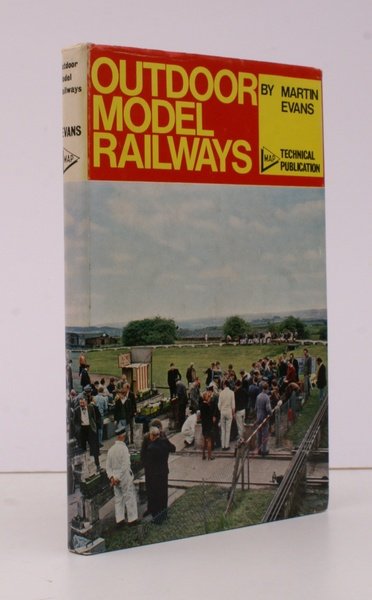 Outdoor
Model
Railways
EVANS
MAP
OUTDOOR
MODEL
RAILWAYS
BY MARTIN
EVANS
MAP
TECHNICAL
PUBLICATION